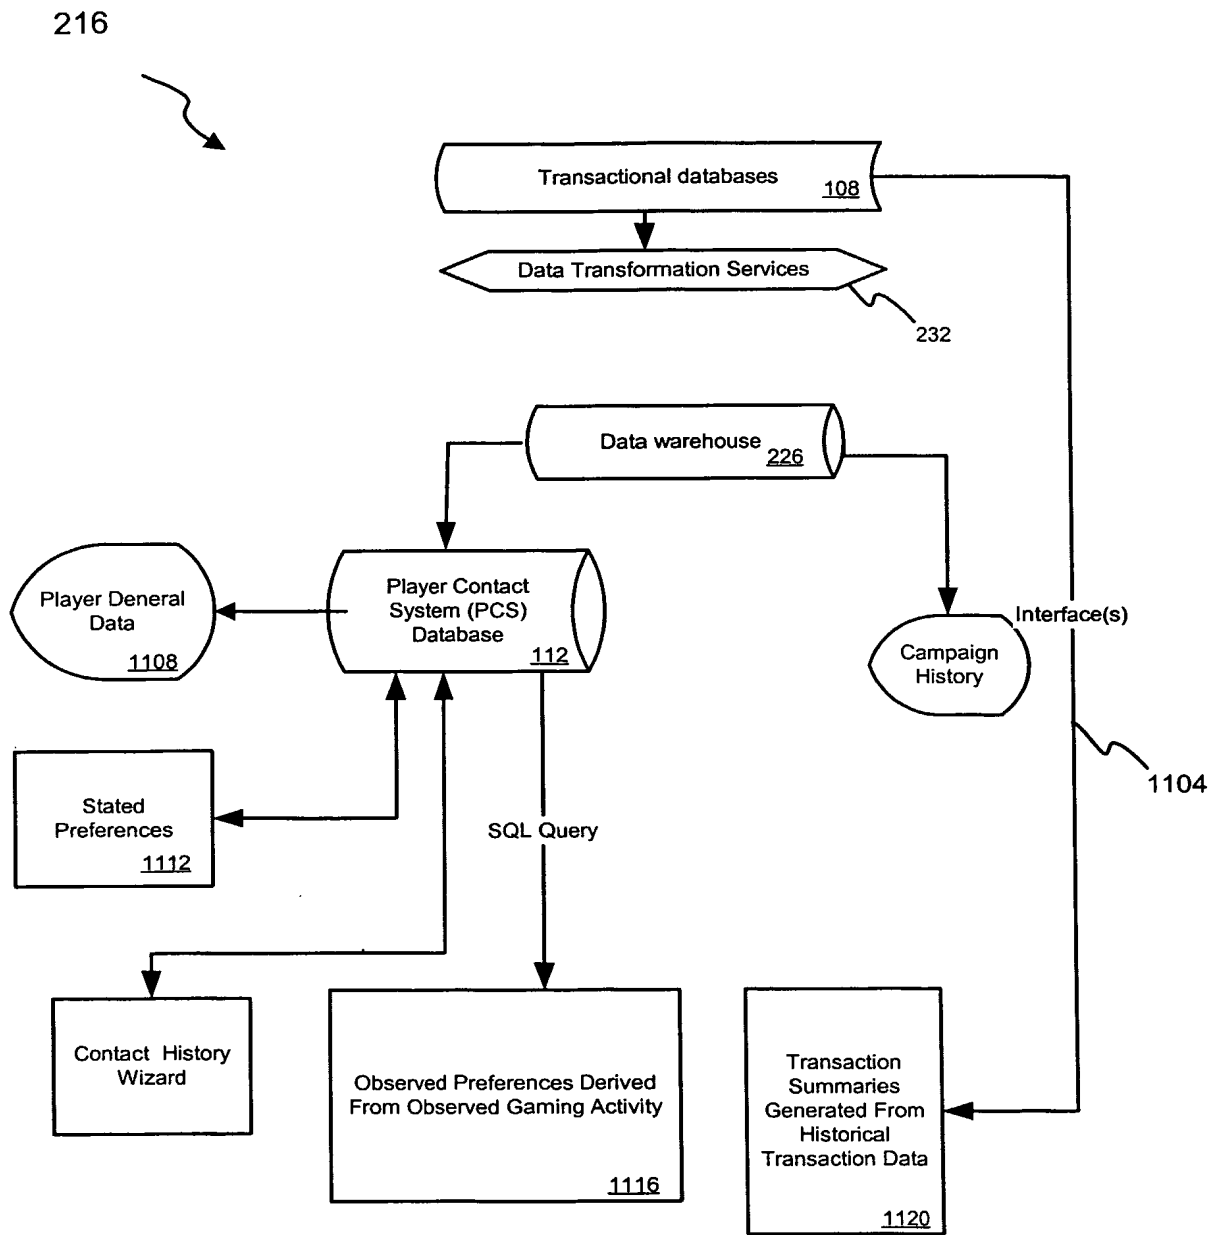 216
Transactional databases
108
Data Transformation Services
232
Data warehouse
226
Player Deneral
Data
1108
Player Contact
System (PCS)
Database
112
Interface(s)
Campaign
History
1104
Stated
Preferences
1112
SQL Query
Contact History
Wizard
Observed Preferences Derived
From Observed Gaming Activity
1116
Transaction
Summaries
Generated From
Historical
Transaction Data
1120